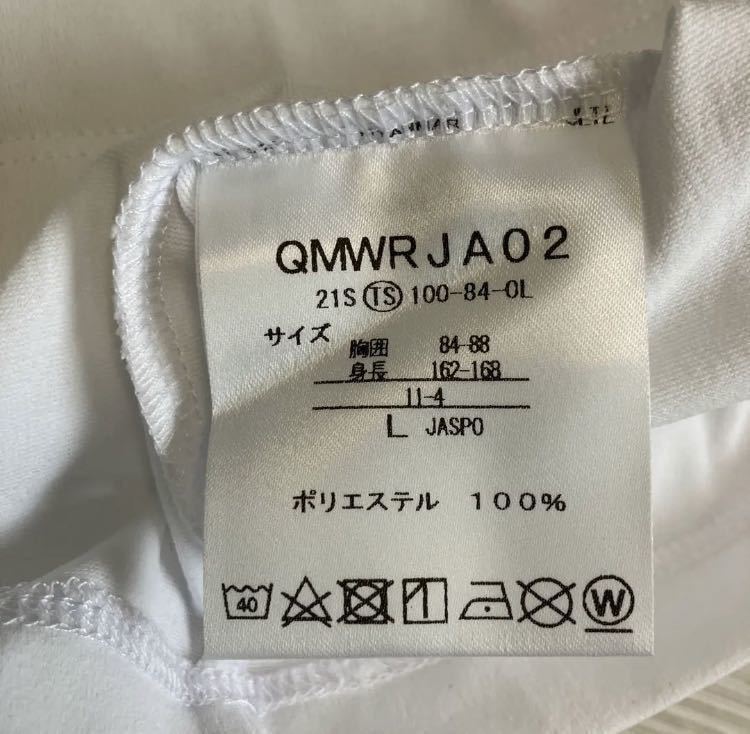 QMWRJA02
21S TS 100-84-0L
サイズ
胸囲 84-88
身長 162-168
11-4
L JASPO
ポリエステル 100%
40
W